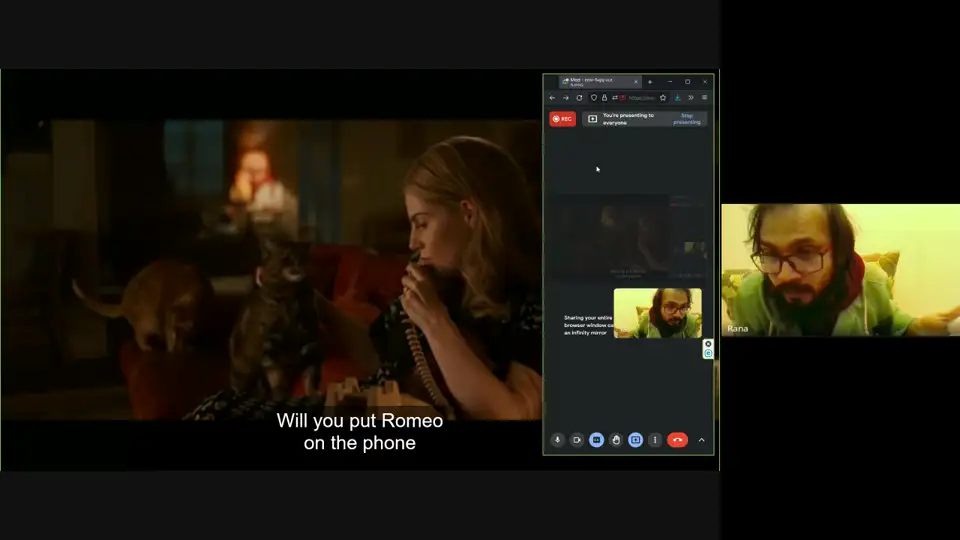 REC
You're presenting to
everyone
Stop
presenting
Sharing your entire
browser window ca
an infinity mirror
Rana
Will you put Romeo
on the phone